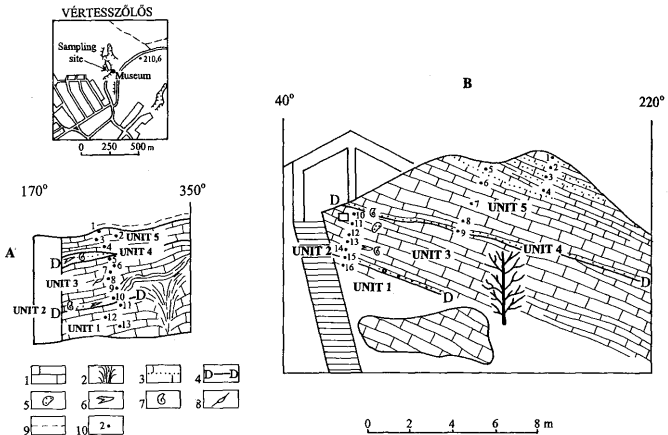 VÉRTESSZŐLŐS
Sampling
site
210,6
Museum
0 250 500 m
B
40° 220°
170° 350°
A
1
2
3
UNIT 5
4
UNIT 4
D
5
6
7
UNIT 3
8
9
10 D
UNIT 2 D
11
UNIT 1
12
13
1
2
5
3
6
4
7
UNIT 5
D
10
11
8
9
12
UNIT 2
13
14
UNIT 3
UNIT 4
15
16
UNIT 1
D
D
1 2 3 4 D D
5 6 7 8
9 10 2
0 2 4 6 8 m